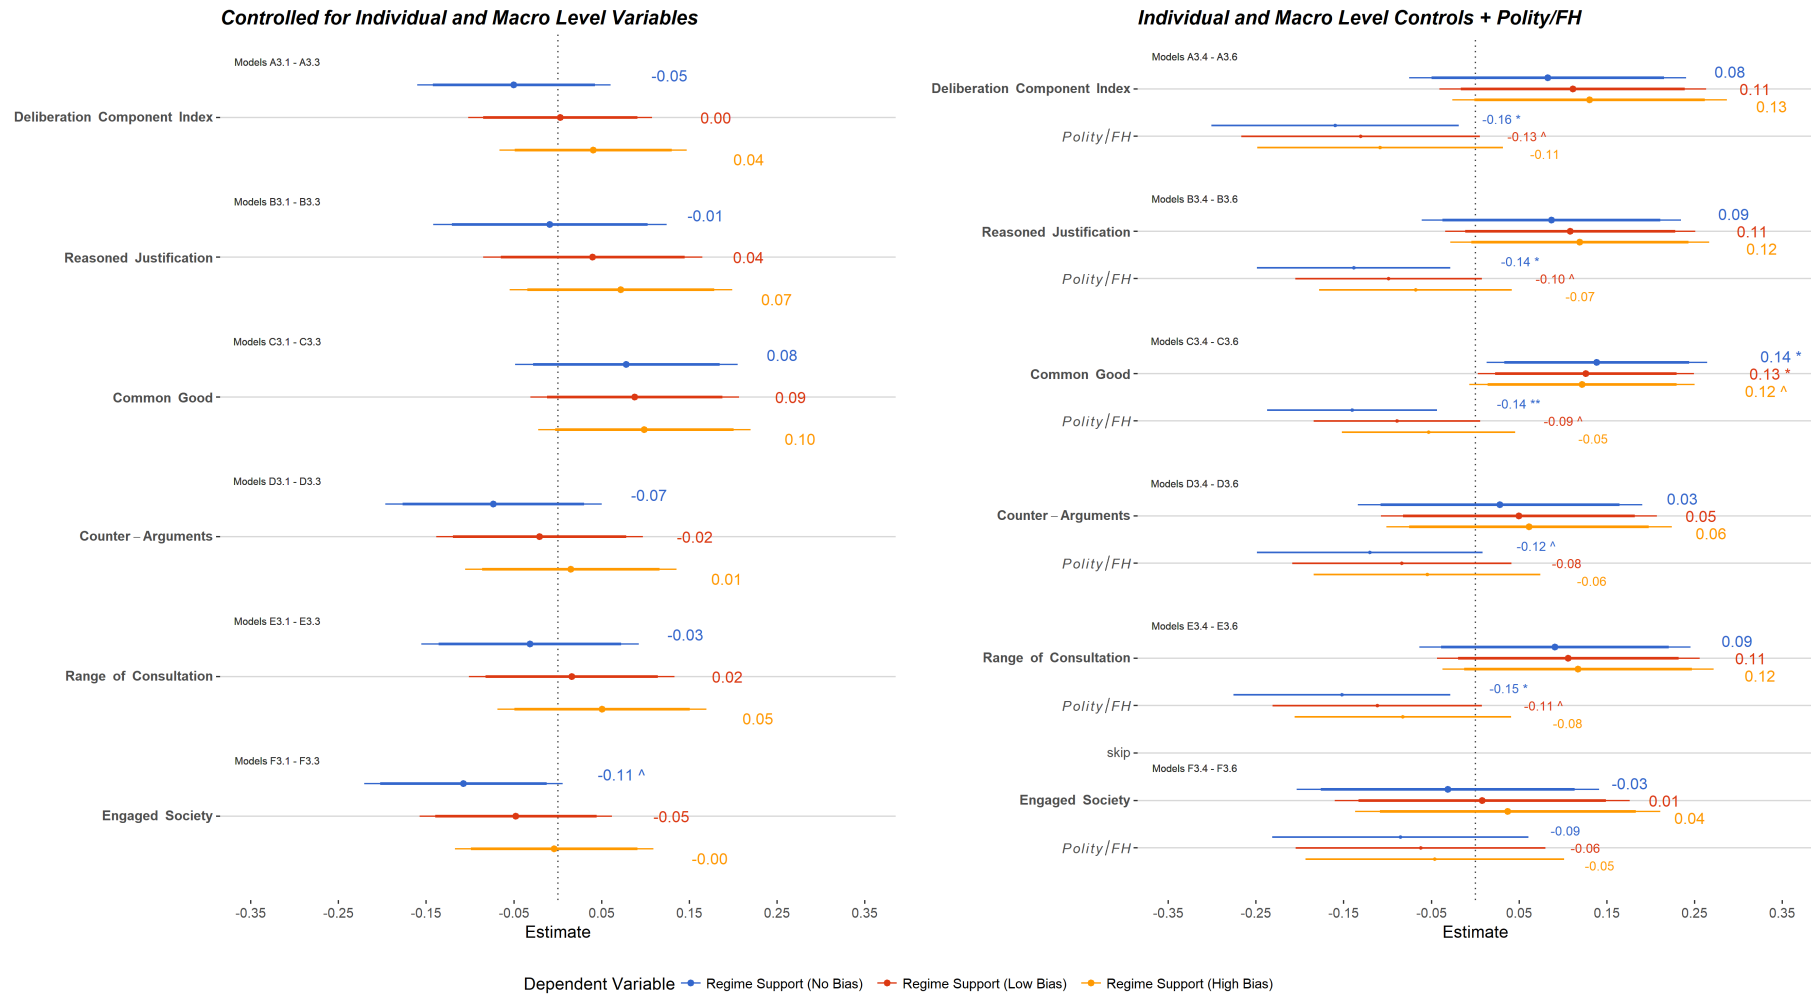 Controlled for Individual and Macro Level Variables
Models A3.1 - A3.3
-0.05
Deliberation Component Index
0.00
0.04
Models B3.1 - B3.3
-0.01
Reasoned Justification
0.04
0.07
Models C3.1 - C3.3
0.08
Common Good
0.09
0.10
Models D3.1 - D3.3
-0.07
Counter–Arguments
-0.02
0.01
Models E3.1 - E3.3
-0.03
Range of Consultation
0.02
0.05
Models F3.1 - F3.3
-0.11 ^
Engaged Society
-0.05
-0.00
-0.35 -0.25 -0.15 -0.05 0.05 0.15 0.25 0.35
Estimate
Individual and Macro Level Controls + Polity/FH
Models A3.4 - A3.6
0.08
Deliberation Component Index
0.11
0.13
-0.16 *
Polity/FH
-0.13 ^
-0.11
Models B3.4 - B3.6
0.09
Reasoned Justification
0.11
0.12
-0.14 *
Polity/FH
-0.10 ^
-0.07
Models C3.4 - C3.6
0.14 *
Common Good
0.13 *
0.12 ^
-0.14 **
Polity/FH
-0.09 ^
-0.05
Models D3.4 - D3.6
0.03
Counter–Arguments
0.05
0.06
-0.12 ^
Polity/FH
-0.08
-0.06
Models E3.4 - E3.6
0.09
Range of Consultation
0.11
0.12
-0.15 *
Polity/FH
-0.11 ^
-0.08
skip
Models F3.4 - F3.6
-0.03
Engaged Society
0.01
0.04
-0.09
Polity/FH
-0.06
-0.05
-0.35 -0.25 -0.15 -0.05 0.05 0.15 0.25 0.35
Estimate
Dependent Variable Regime Support (No Bias) Regime Support (Low Bias) Regime Support (High Bias)